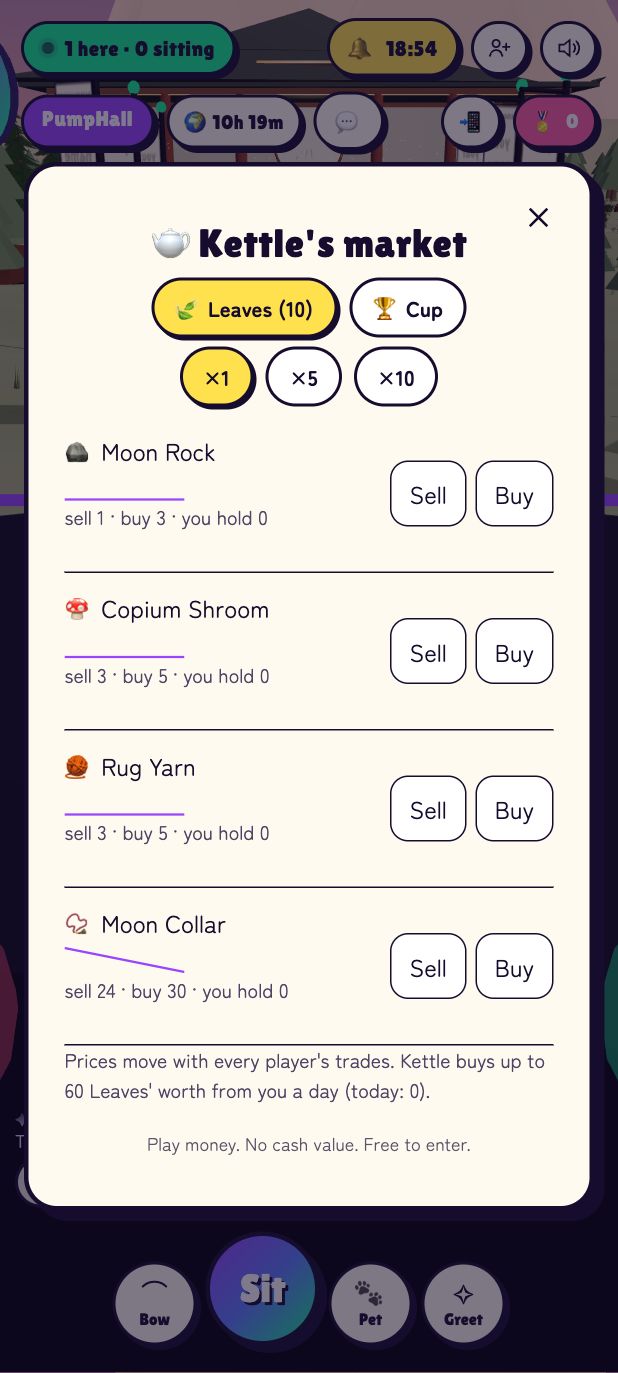 1 here · 0 sitting
18:54
PumpHall
10h 19m
0
Kettle's market
Leaves (10)
Cup
×1
×5
×10
Moon Rock
sell 1 · buy 3 · you hold 0
Sell
Buy
Copium Shroom
sell 3 · buy 5 · you hold 0
Sell
Buy
Rug Yarn
sell 3 · buy 5 · you hold 0
Sell
Buy
Moon Collar
sell 24 · buy 30 · you hold 0
Sell
Buy
Prices move with every player's trades. Kettle buys up to
60 Leaves' worth from you a day (today: 0).
Play money. No cash value. Free to enter.
Bow
Sit
Pet
Greet